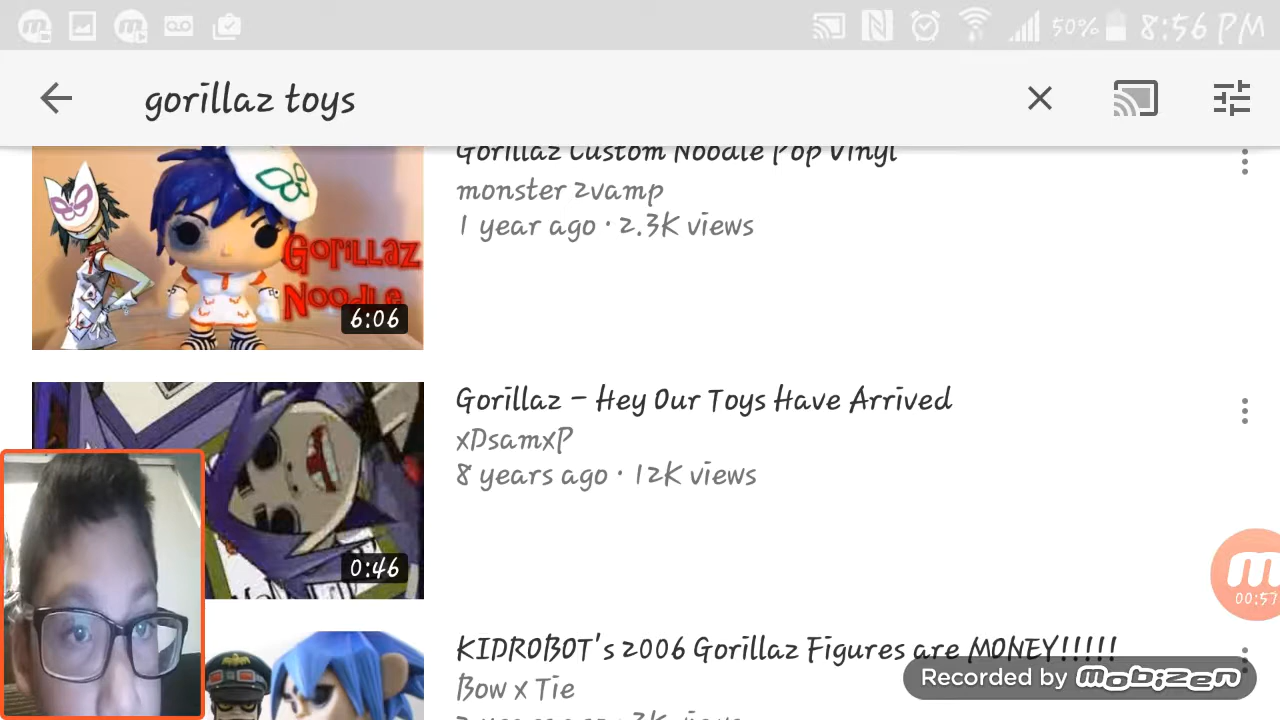 50% 8:56 PM
gorillaz toys
Gorillaz Custom Noodle Pop Vinyl
monster zvamp
1 year ago · 2.3K views
Gorillaz
Noodle
6:06
Gorillaz - Hey Our Toys Have Arrived
xDsamxP
8 years ago · 12K views
0:46
00:57
KIDROBOT's 2006 Gorillaz Figures are MONEY!!!!!
Bow x Tie
Recorded by mobizen